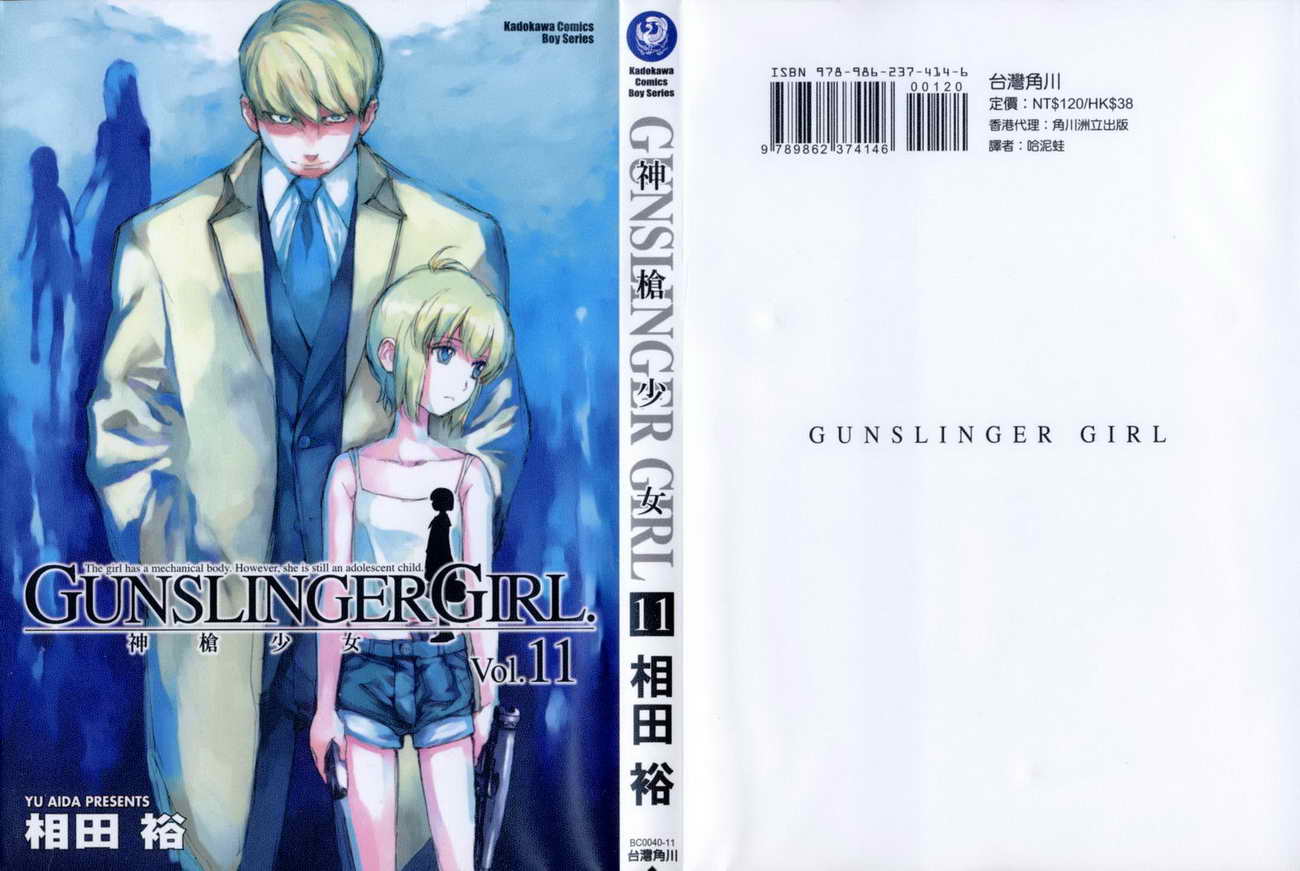 Kadokawa Comics
Boy Series
The girl has a mechanical body. However, she is still an adolescent child.
GUNSLINGER GIRL.
神槍少女
Vol.11
YU AIDA PRESENTS
相田 裕
Kadokawa
Comics
Boy Series
GUNSLINGER GIRL
神槍少女
11
相田 裕
BC0040-11
台灣角川
ISBN 978-986-237-414-6
00120
9 789862 374146
台灣角川
定價：NT$120/HK$38
香港代理：角川洲立出版
譯者：哈泥蛙
GUNSLINGER GIRL